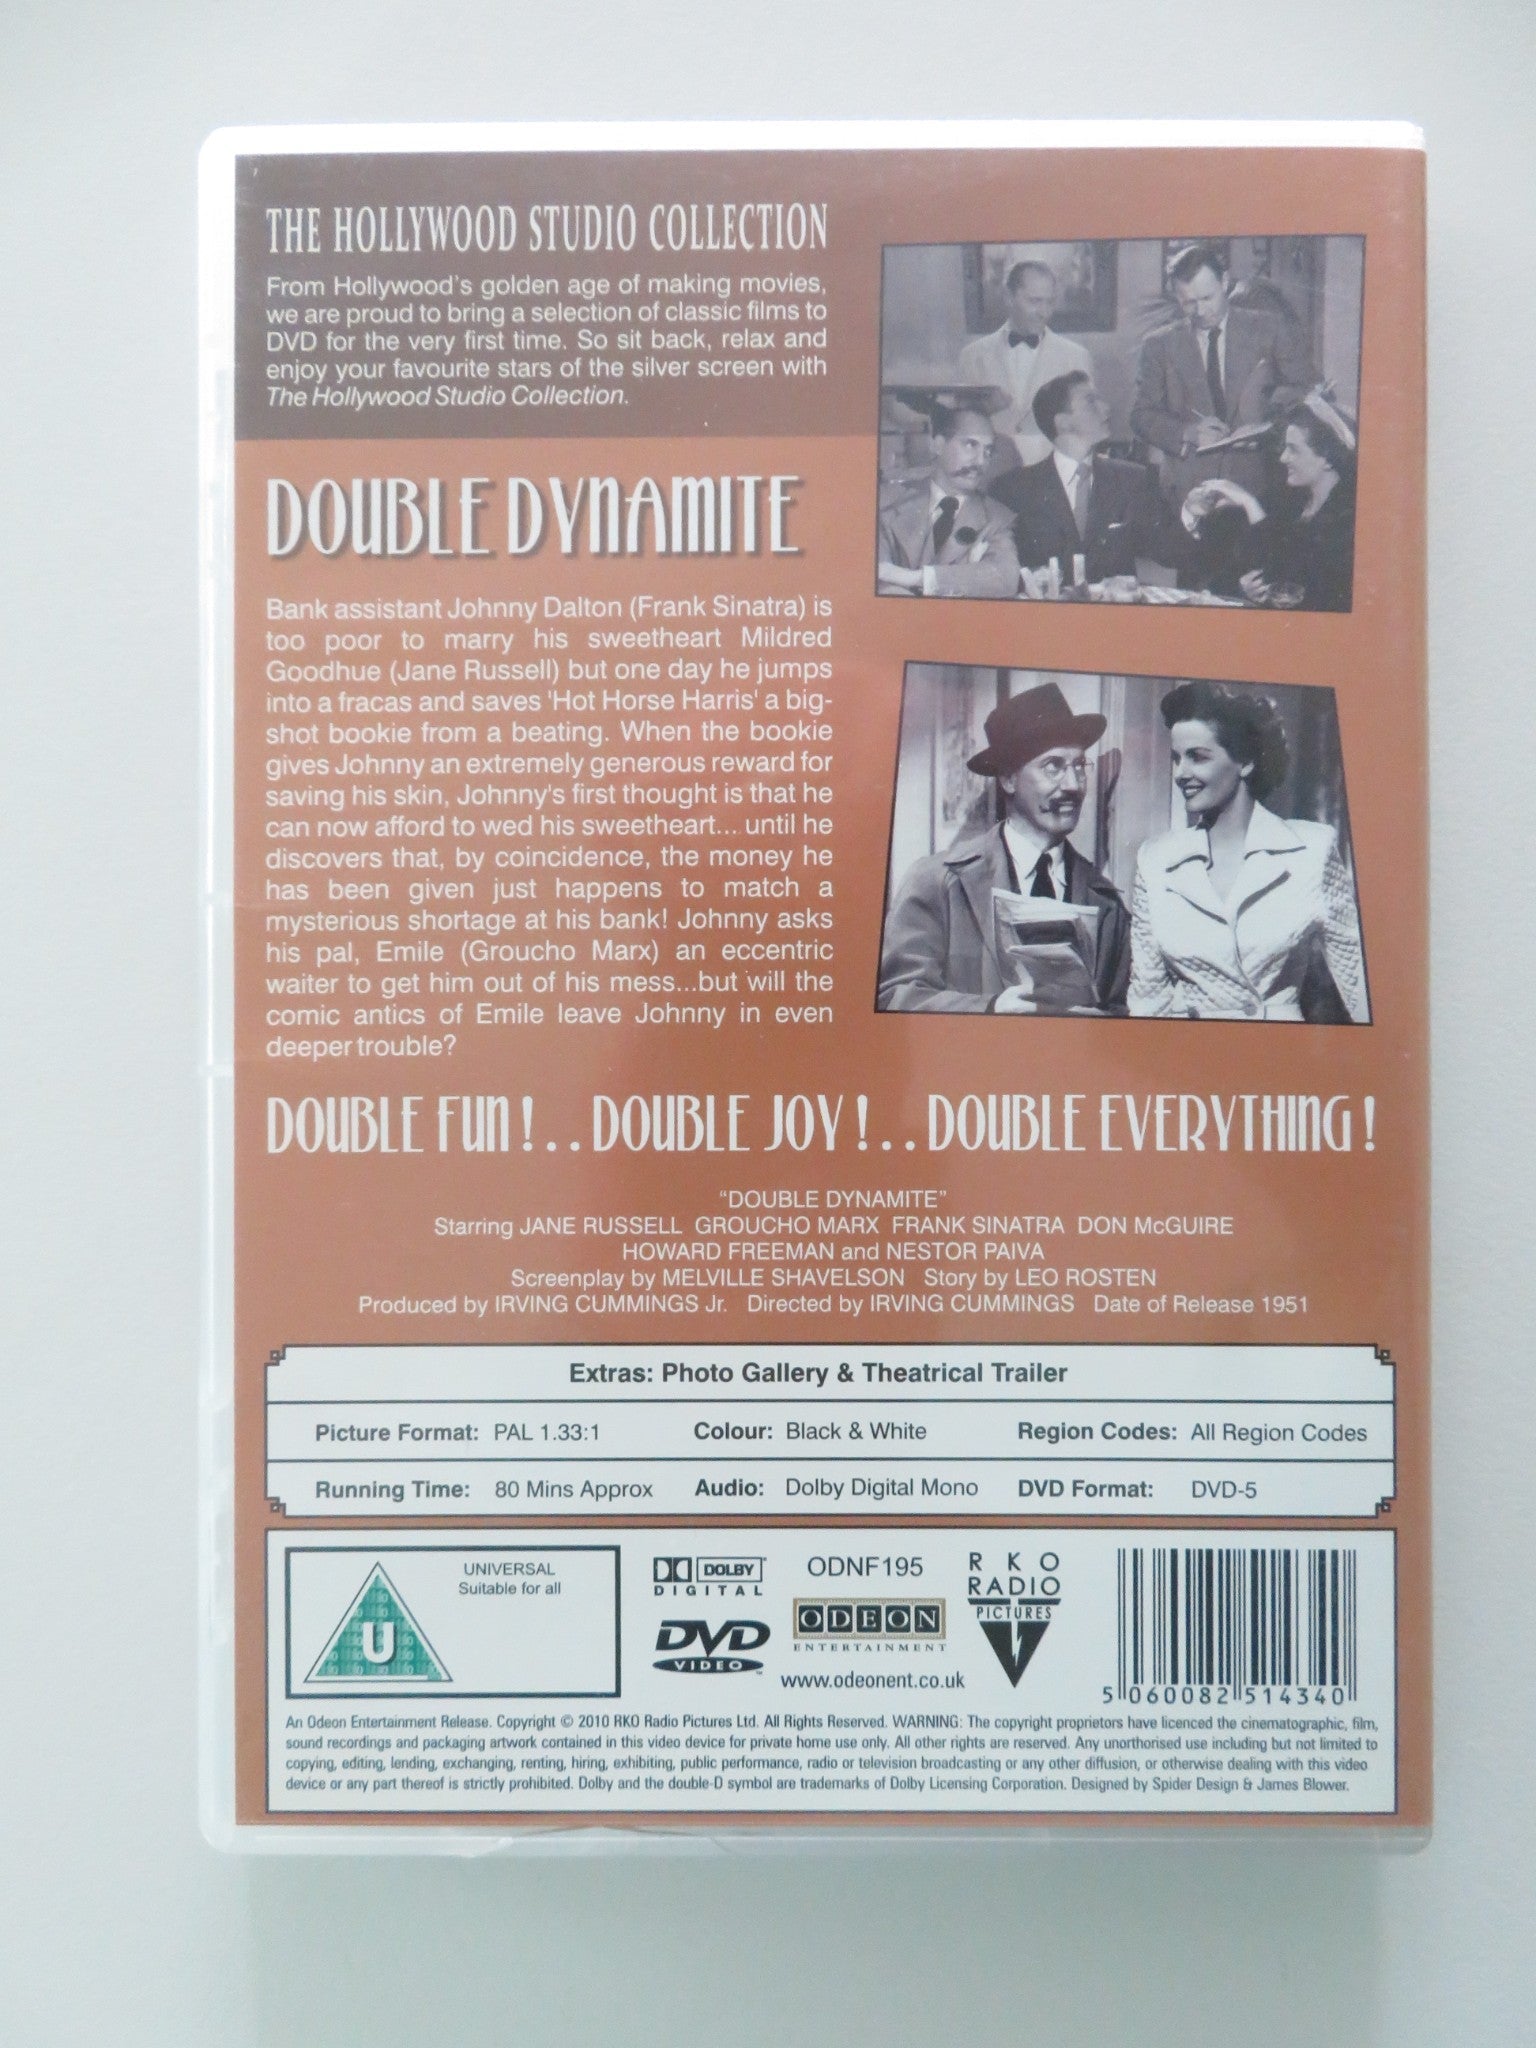 THE HOLLYWOOD STUDIO COLLECTION
From Hollywood's golden age of making movies,
we are proud to bring a selection of classic films to
DVD for the very first time. So sit back, relax and
enjoy your favourite stars of the silver screen with
The Hollywood Studio Collection.
DOUBLE DYNAMITE
Bank assistant Johnny Dalton (Frank Sinatra) is
too poor to marry his sweetheart Mildred
Goodhue (Jane Russell) but one day he jumps
into a fracas and saves 'Hot Horse Harris' a big-
shot bookie from a beating. When the bookie
gives Johnny an extremely generous reward for
saving his skin, Johnny's first thought is that he
can now afford to wed his sweetheart... until he
discovers that, by coincidence, the money he
has been given just happens to match a
mysterious shortage at his bank! Johnny asks
his pal, Emile (Groucho Marx) an eccentric
waiter to get him out of his mess...but will the
comic antics of Emile leave Johnny in even
deeper trouble?
DOUBLE FUN!..DOUBLE JOY!..DOUBLE EVERYTHING!
"DOUBLE DYNAMITE"
Starring JANE RUSSELL GROUCHO MARX FRANK SINATRA DON McGUIRE
HOWARD FREEMAN and NESTOR PAIVA
Screenplay by MELVILLE SHAVELSON Story by LEO ROSTEN
Produced by IRVING CUMMINGS Jr. Directed by IRVING CUMMINGS Date of Release 1951
Extras: Photo Gallery & Theatrical Trailer
Picture Format: PAL 1.33:1 Colour: Black & White Region Codes: All Region Codes
Running Time: 80 Mins Approx Audio: Dolby Digital Mono DVD Format: DVD-5
U
UNIVERSAL
Suitable for all
DOLBY
DIGITAL
DVD
VIDEO
ODNF195
ODEON
ENTERTAINMENT
www.odeonent.co.uk
RKO
RADIO
PICTURES
5 060082 514340
An Odeon Entertainment Release. Copyright © 2010 RKO Radio Pictures Ltd. All Rights Reserved. WARNING: The copyright proprietors have licenced the cinematographic, film,
sound recordings and packaging artwork contained in this video device for private home use only. All other rights are reserved. Any unorthorised use including but not limited to
copying, editing, lending, exchanging, renting, hiring, exhibiting, public performance, radio or television broadcasting or any other diffusion, or otherwise dealing with this video
device or any part thereof is strictly prohibited. Dolby and the double-D symbol are trademarks of Dolby Licensing Corporation. Designed by Spider Design & James Blower.